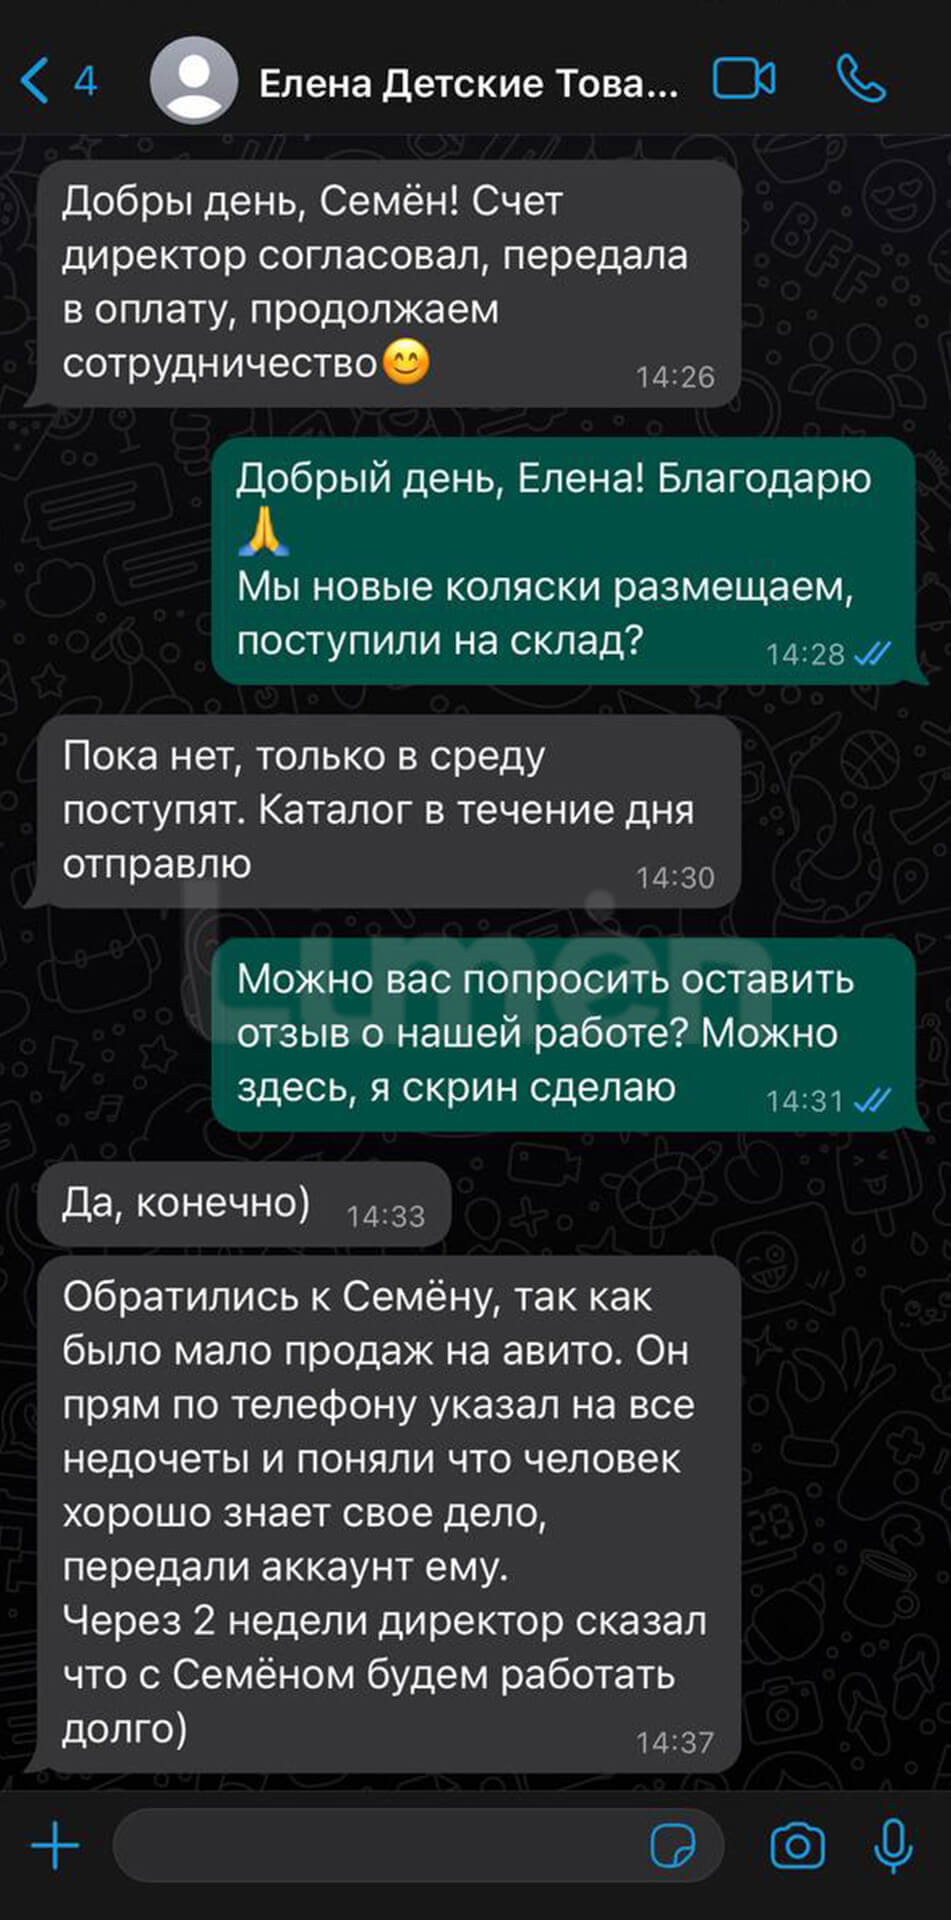 4
Елена Детские Това...
Добры день, Семён! Счет
директор согласовал, передала
в оплату, продолжаем
сотрудничество😊
14:26
Добрый день, Елена! Благодарю
🙏
Мы новые коляски размещаем,
поступили на склад?
14:28
Пока нет, только в среду
поступят. Каталог в течение дня
отправлю
14:30
Lumen
Можно вас попросить оставить
отзыв о нашей работе? Можно
здесь, я скрин сделаю
14:31
Да, конечно)
14:33
Обратились к Семёну, так как
было мало продаж на авито. Он
прям по телефону указал на все
недочеты и поняли что человек
хорошо знает свое дело,
передали аккаунт ему.
Через 2 недели директор сказал
что с Семёном будем работать
долго)
14:37